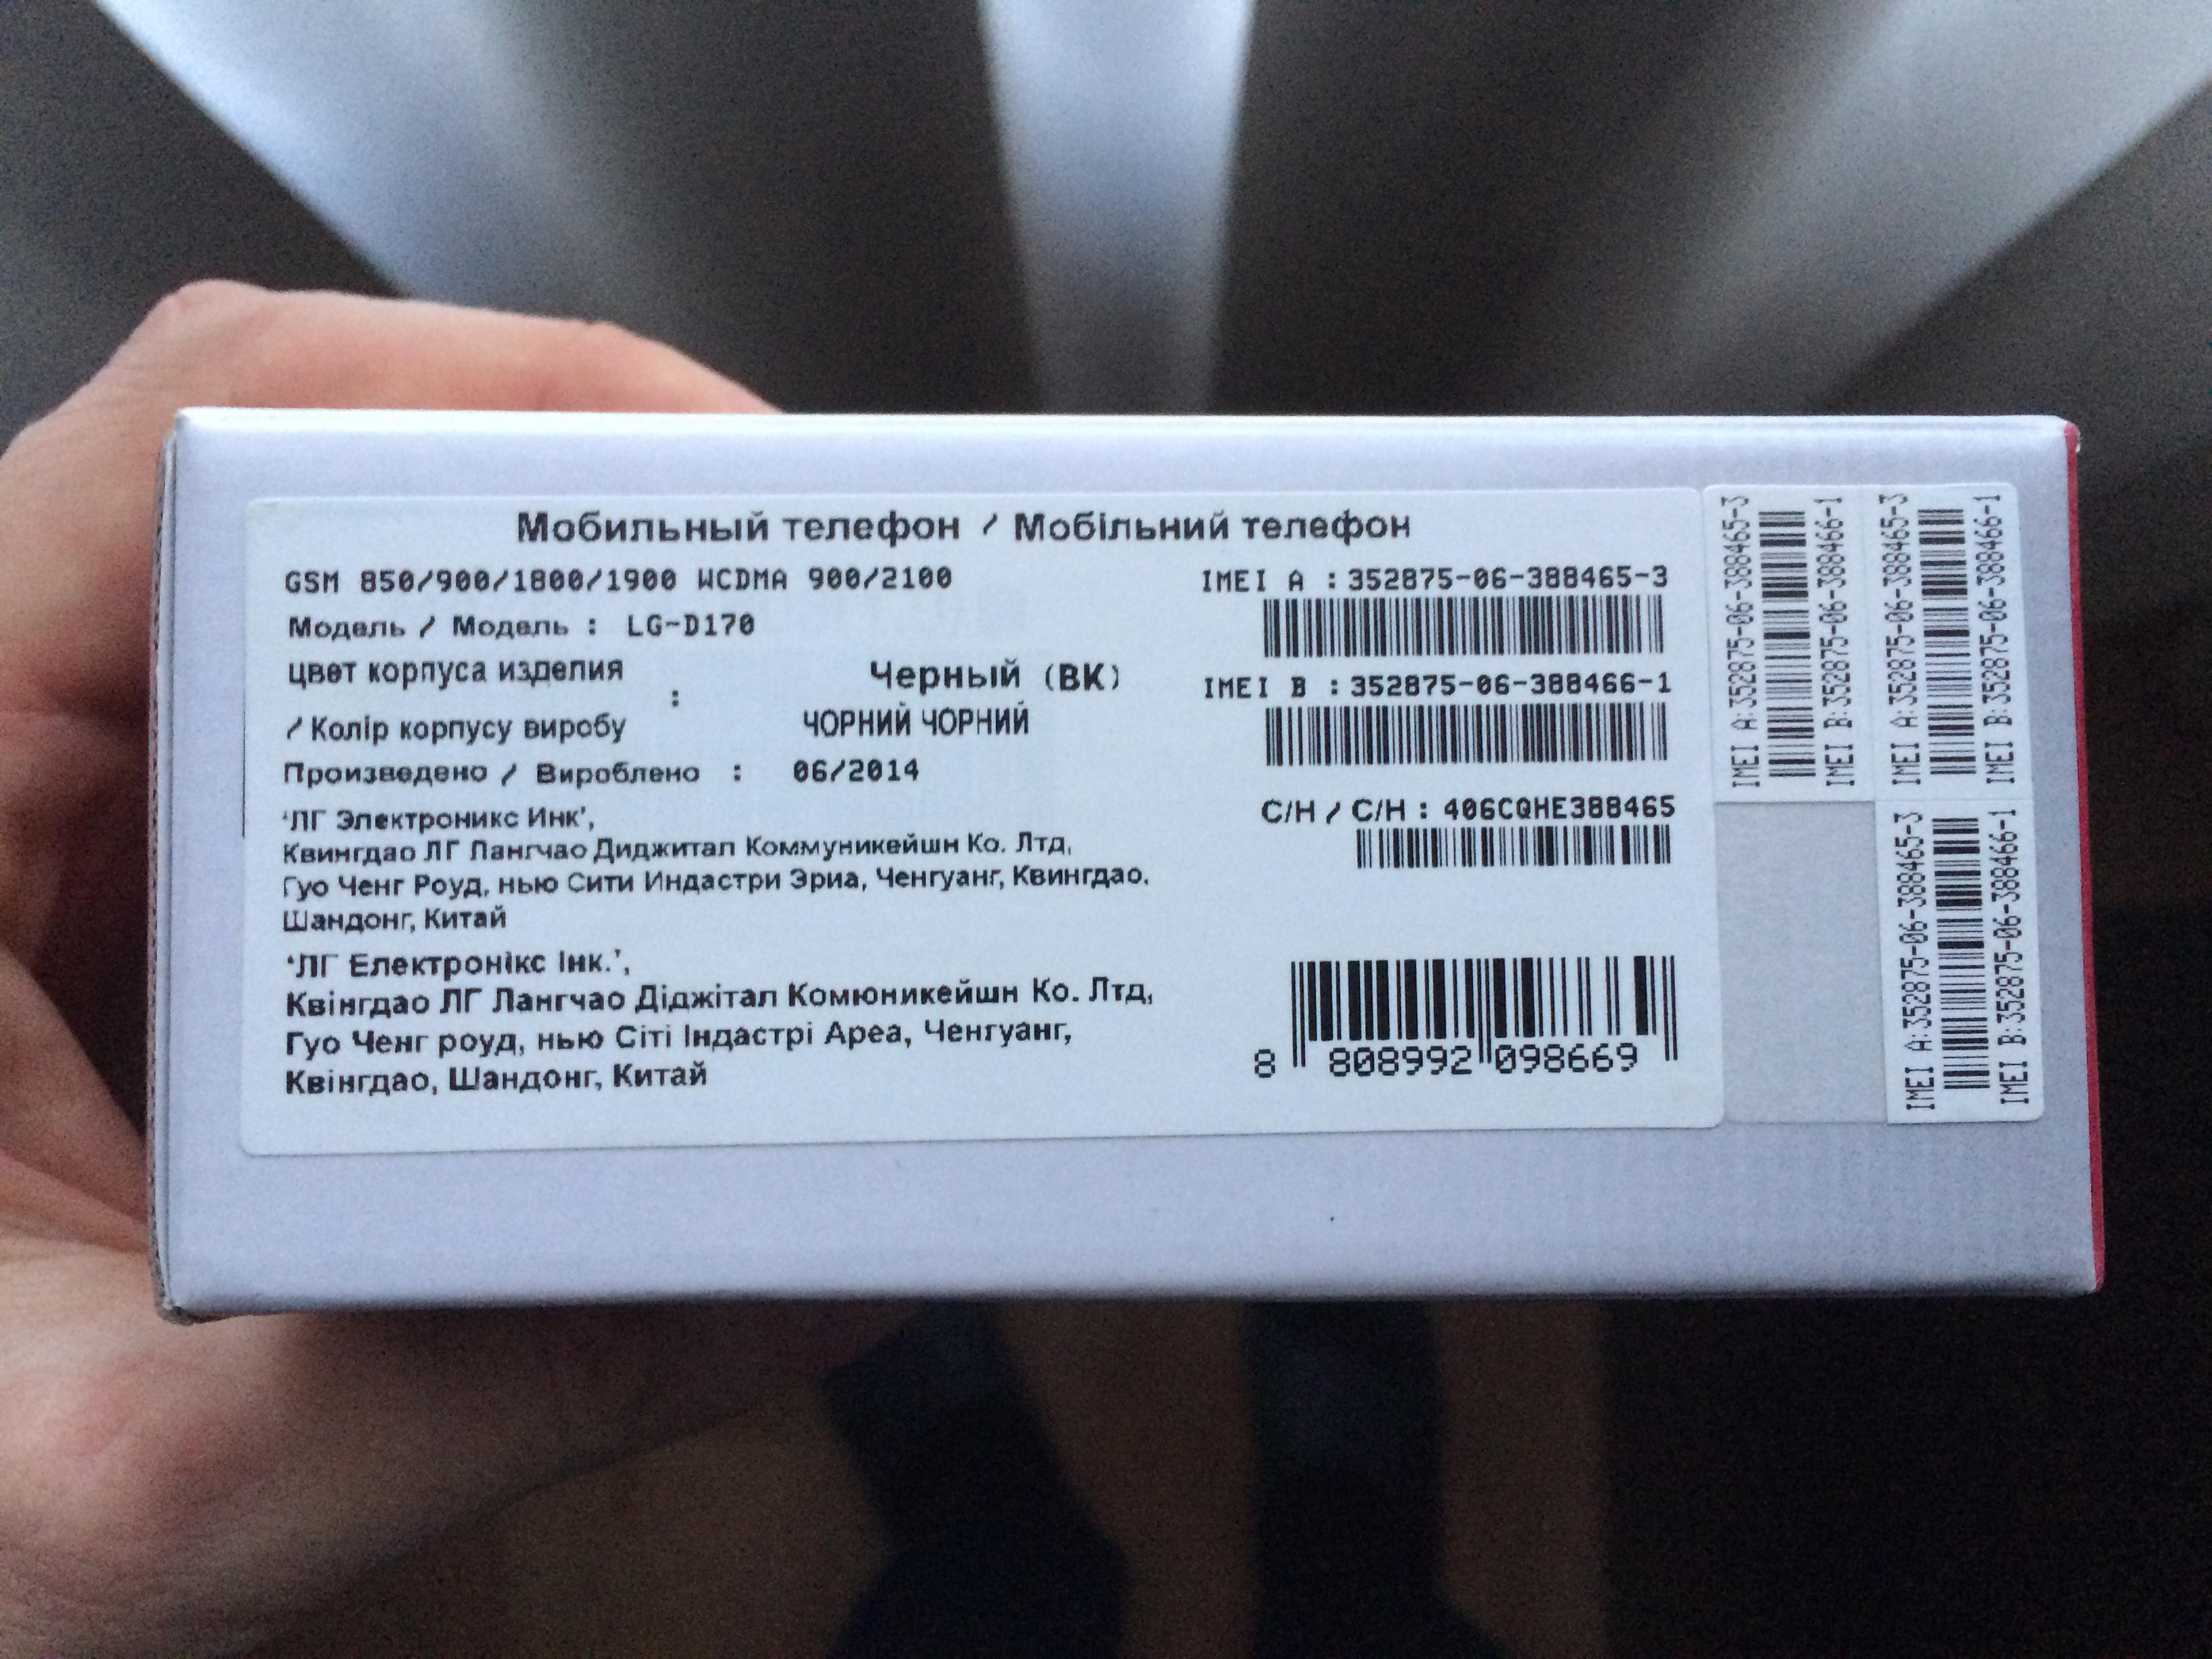 Мобильный телефон / Мобільний телефон
GSM 850/900/1800/1900 WCDMA 900/2100
Модель / Модель : LG-D170
цвет корпуса изделия : Черный (BK)
/ Колір корпусу виробу ЧОРНИЙ ЧОРНИЙ
Произведено / Вироблено : 06/2014
'ЛГ Электроникс Инк',
Квингдао ЛГ Лангчао Диджитал Коммуникейшн Ко. Лтд,
Гуо Ченг Роуд, нью Сити Индастри Эриа, Ченгуанг, Квингдао,
Шандонг, Китай
'ЛГ Електронікс Інк.',
Квінгдао ЛГ Лангчао Діджітал Комюникейшн Ко. Лтд,
Гуо Ченг роуд, нью Сіті Індастрі Ареа, Ченгуанг,
Квінгдао, Шандонг, Китай
IMEI A : 352875-06-388465-3
IMEI B : 352875-06-388466-1
С/Н / С/Н : 406CQHE388465
8 808992 098669
IMEI A:352875-06-388465-3
IMEI B:352875-06-388466-1
IMEI A:352875-06-388465-3
IMEI B:352875-06-388466-1
IMEI A:352875-06-388465-3
IMEI B:352875-06-388466-1